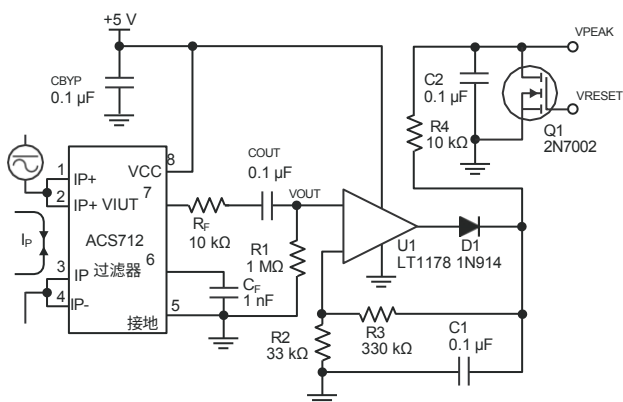 +5 V
VPEAK
CBYP
0.1 µF
C2
0.1 µF
VRESET
R4
10 kΩ
Q1
2N7002
1
IP+
VCC
8
COUT
0.1 µF
2
IP+
VIUT
7
VOUT
RF
10 kΩ
IP
ACS712
R1
1 MΩ
U1
LT1178
D1
1N914
3
IP
过滤器
6
CF
1 nF
4
IP-
5
接地
R2
33 kΩ
R3
330 kΩ
C1
0.1 µF